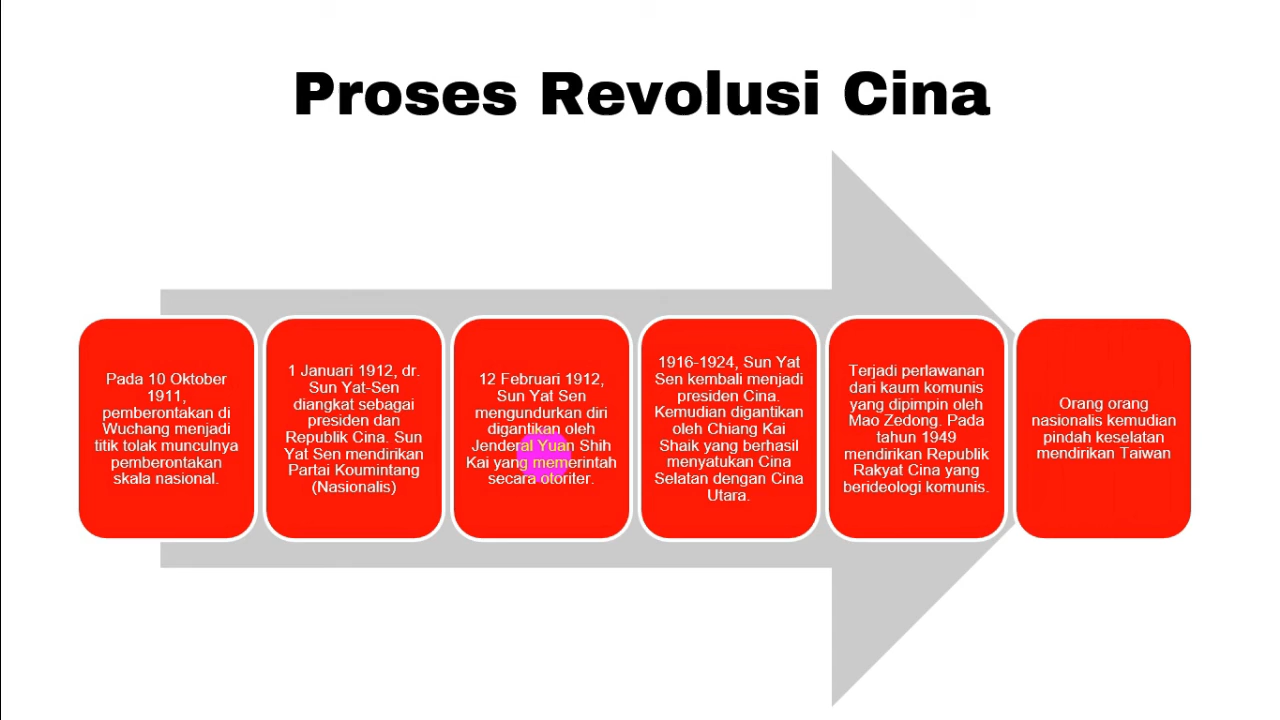 Proses Revolusi Cina
Pada 10 Oktober
1911,
pemberontakan di
Wuchang menjadi
titik tolak munculnya
pemberontakan
skala nasional.
1 Januari 1912, dr.
Sun Yat-Sen
diangkat sebagai
presiden dan
Republik Cina. Sun
Yat Sen mendirikan
Partai Koumintang
(Nasionalis)
12 Februari 1912,
Sun Yat Sen
mengundurkan diri
digantikan oleh
Jenderal Yuan Shih
Kai yang memerintah
secara otoriter.
1916-1924, Sun Yat
Sen kembali menjadi
presiden Cina.
Kemudian digantikan
oleh Chiang Kai
Shaik yang berhasil
menyatukan Cina
Selatan dengan Cina
Utara.
Terjadi perlawanan
dari kaum komunis
yang dipimpin oleh
Mao Zedong. Pada
tahun 1949
mendirikan Republik
Rakyat Cina yang
berideologi komunis.
Orang orang
nasionalis kemudian
pindah keselatan
mendirikan Taiwan